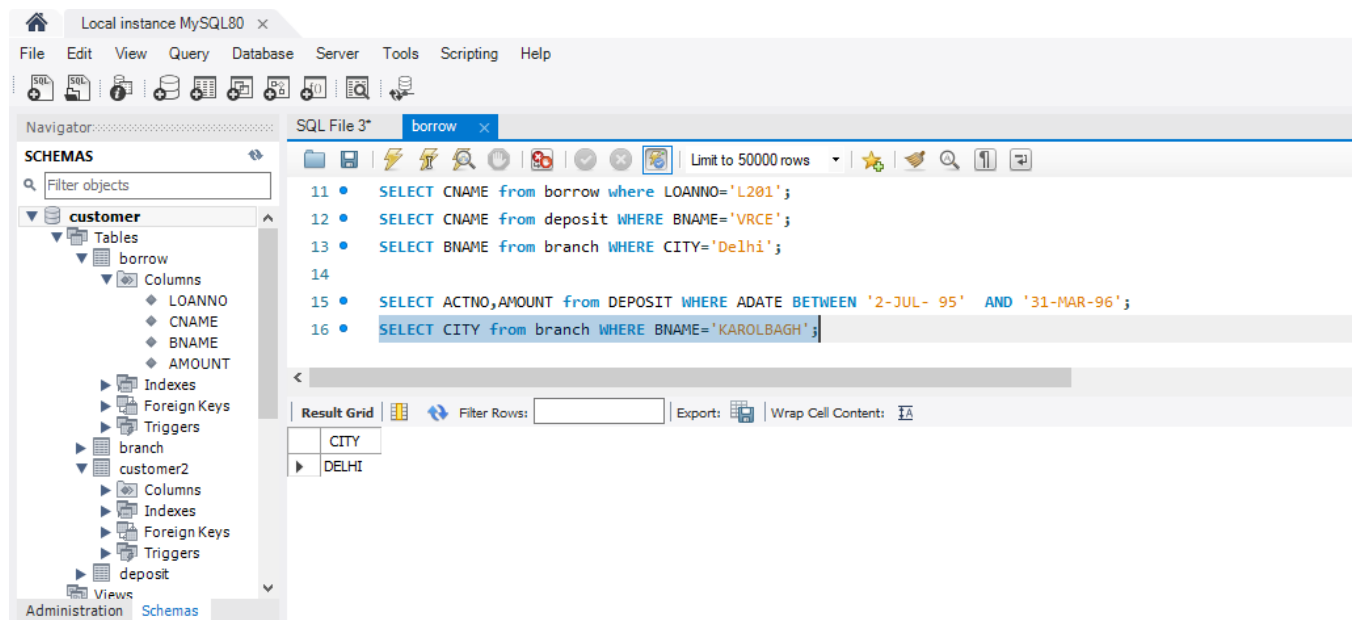 Local instance MySQL80 ×
File Edit View Query Database Server Tools Scripting Help
Navigator
SCHEMAS
Filter objects
customer
Tables
borrow
Columns
LOANNO
CNAME
BNAME
AMOUNT
Indexes
Foreign Keys
Triggers
branch
customer2
Columns
Indexes
Foreign Keys
Triggers
deposit
Views
Administration Schemas
SQL File 3* borrow ×
Limit to 50000 rows
11 SELECT CNAME from borrow where LOANNO='L201';
12 SELECT CNAME from deposit WHERE BNAME='VRCE';
13 SELECT BNAME from branch WHERE CITY='Delhi';
14
15 SELECT ACTNO,AMOUNT from DEPOSIT WHERE ADATE BETWEEN '2-JUL- 95'  AND '31-MAR-96';
16 SELECT CITY from branch WHERE BNAME='KAROLBAGH';
Result Grid Filter Rows: Export: Wrap Cell Content: IA
CITY
DELHI